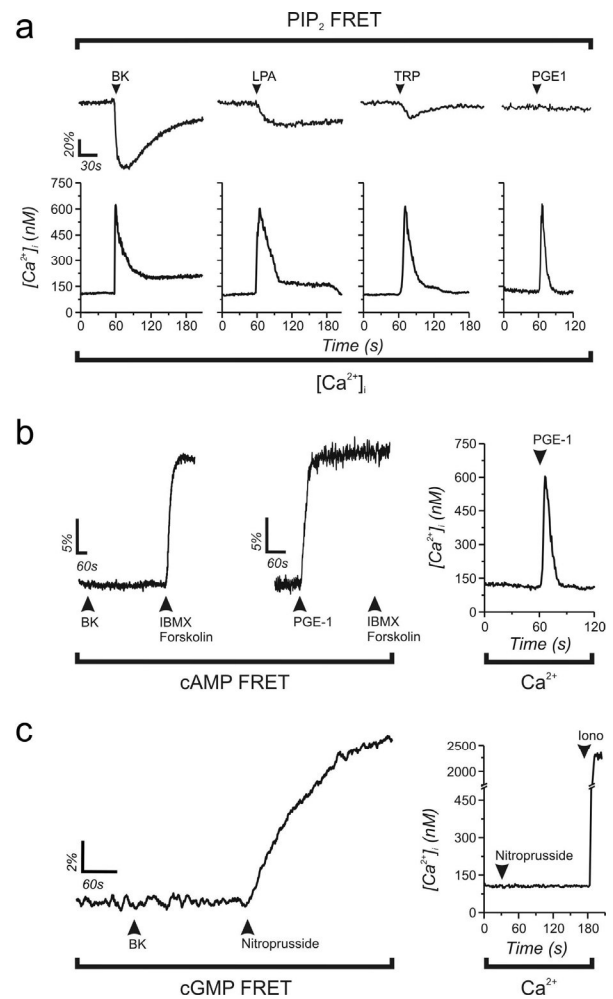 a
PIP₂ FRET
BK
LPA
TRP
PGE1
20%
30s
750
600
450
300
150
0
[Ca²⁺]ᵢ (nM)
0 60 120 180
0 60 120 180
0 60 120 180
0 60 120
Time (s)
[Ca²⁺]ᵢ
b
5%
60s
BK
IBMX
Forskolin
5%
60s
PGE-1
IBMX
Forskolin
cAMP FRET
PGE-1
750
600
450
300
150
0
[Ca²⁺]ᵢ (nM)
0 60 120
Time (s)
Ca²⁺
c
2%
60s
BK
Nitroprusside
cGMP FRET
Iono
2500
2000
450
300
150
0
[Ca²⁺]ᵢ (nM)
Nitroprusside
0 60 120 180
Time (s)
Ca²⁺